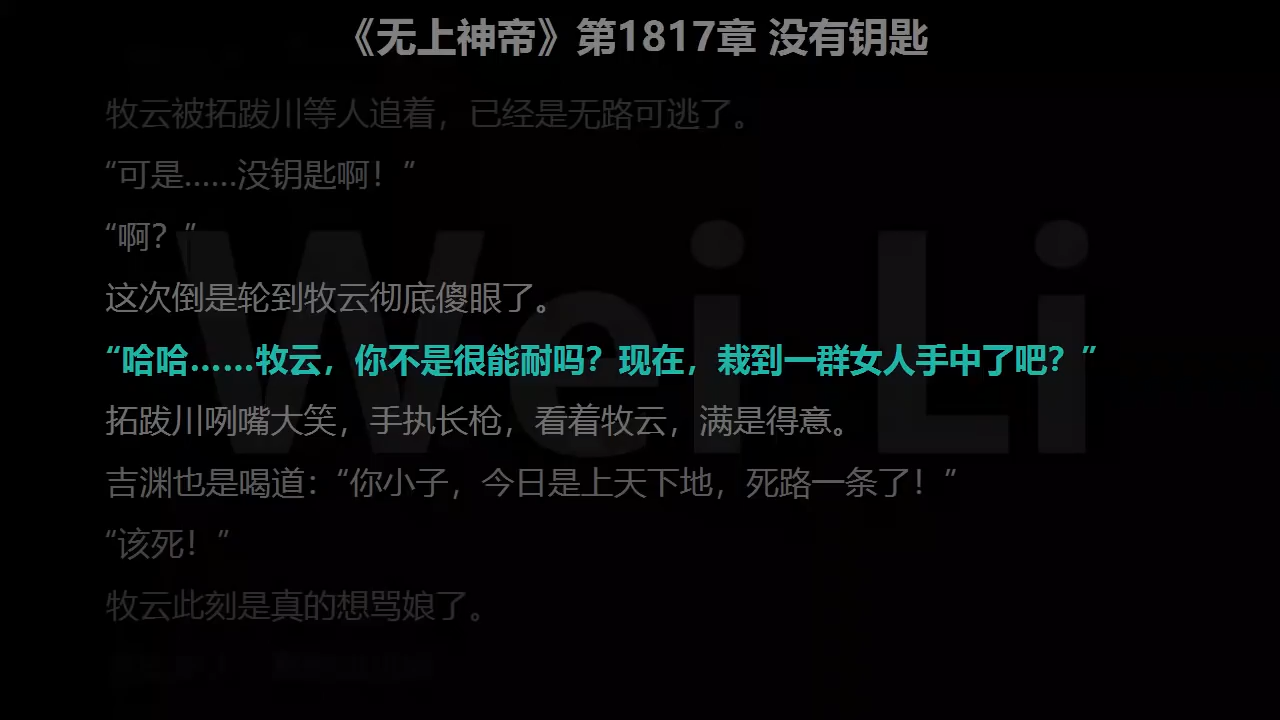 《无上神帝》第1817章 没有钥匙
牧云被拓跋川等人追着，已经是无路可逃了。
“可是……没钥匙啊！”
“啊？”
这次倒是轮到牧云彻底傻眼了。
“哈哈……牧云，你不是很能耐吗？现在，栽到一群女人手中了吧？”
拓跋川咧嘴大笑，手执长枪，看着牧云，满是得意。
吉渊也是喝道：“你小子，今日是上天下地，死路一条了！”
“该死！”
牧云此刻是真的想骂娘了。
Wei Li